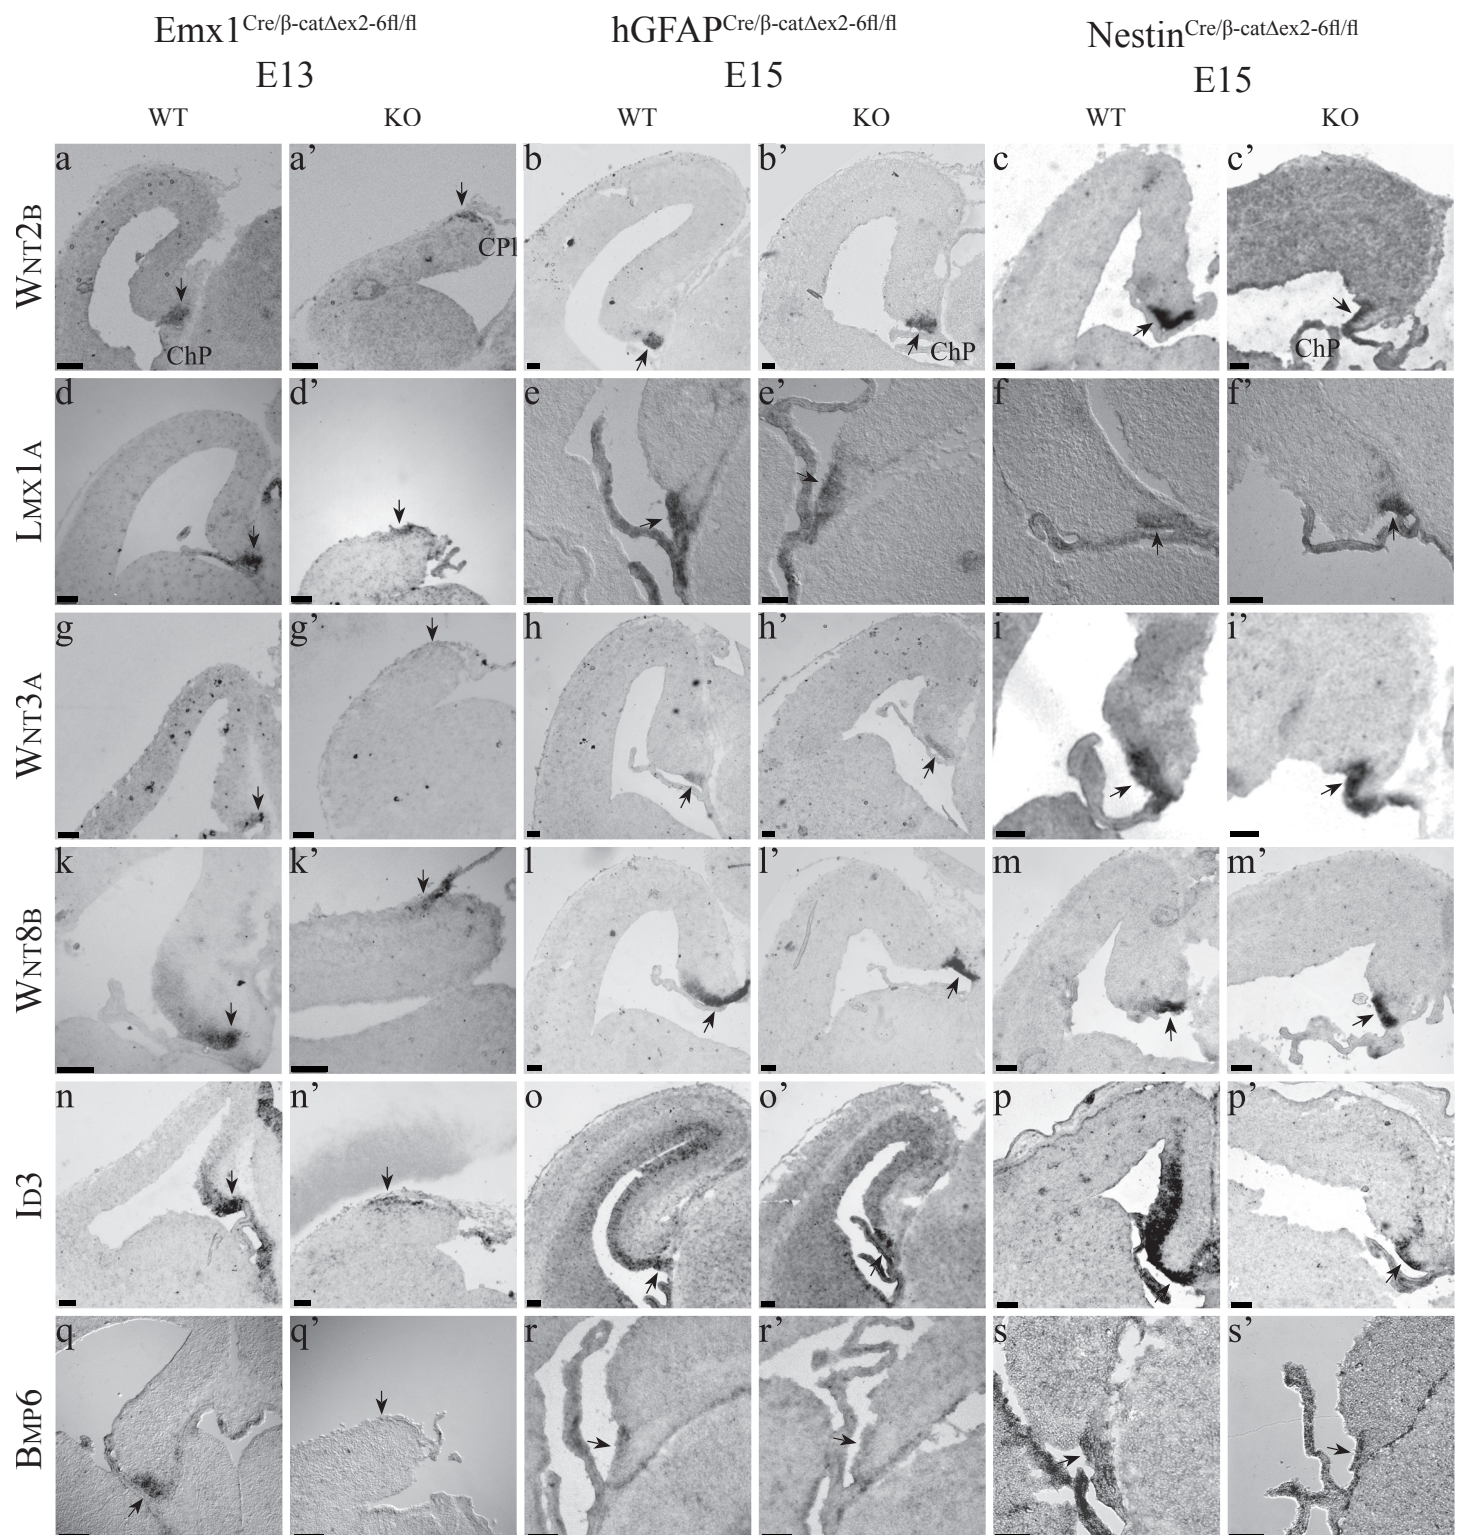 Emx1Cre/β-catΔex2-6fl/fl hGFAPCre/β-catΔex2-6fl/fl NestinCre/β-catΔex2-6fl/fl
E13 E15 E15
WT KO WT KO WT KO
WNT2B a a’ b b’ c c’
CPl
ChP ChP ChP
LMX1A d d’ e e’ f f’
WNT3A g g’ h h’ i i’
WNT8B k k’ l l’ m m’
ID3 n n’ o o’ p p’
BMP6 q q’ r r’ s s’